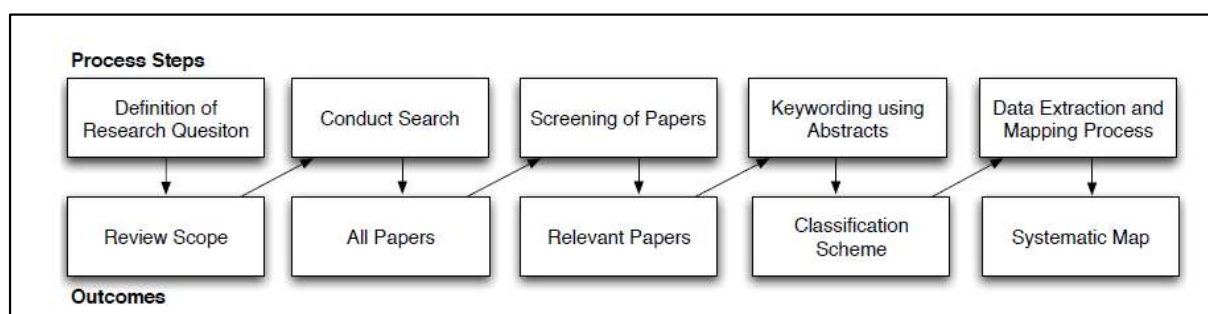 Process Steps
Definition of
Research Quesiton
Conduct Search
Screening of Papers
Keywording using
Abstracts
Data Extraction and
Mapping Process
Review Scope
All Papers
Relevant Papers
Classification
Scheme
Systematic Map
Outcomes